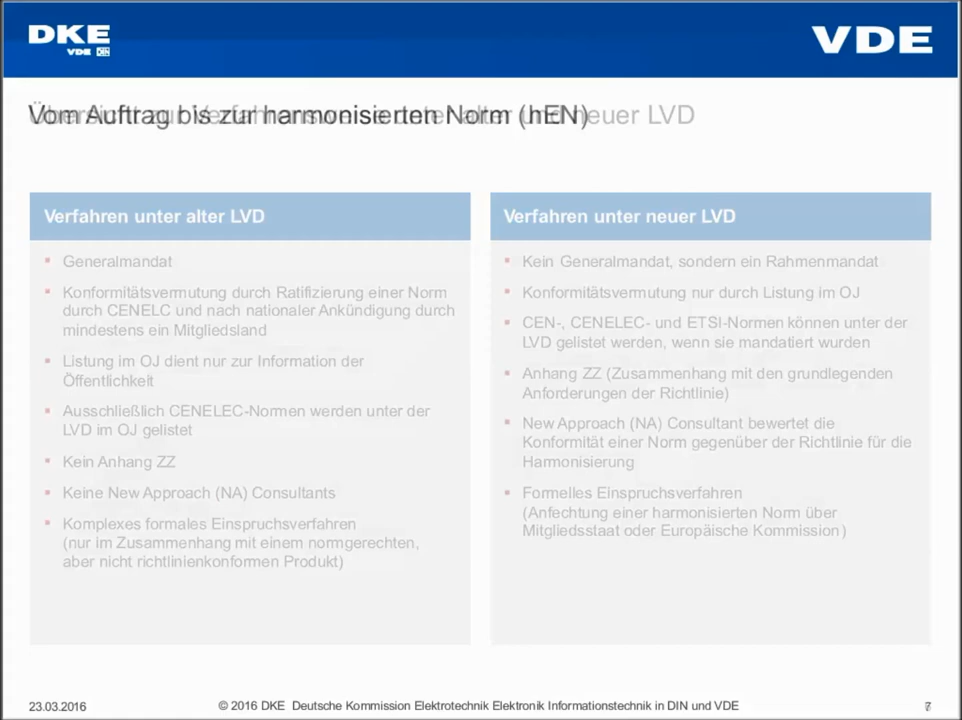 DKE
VDE DIN
VDE
Vom Auftrag bis zur harmonisierten Norm (hEN)
neuer LVD
Verfahren unter alter LVD
Generalmandat
Konformitätsvermutung durch Ratifizierung einer Norm
durch CENELC und nach nationaler Ankündigung durch
mindestens ein Mitgliedsland
Listung im OJ dient nur zur Information der
Öffentlichkeit
Ausschließlich CENELEC-Normen werden unter der
LVD im OJ gelistet
Kein Anhang ZZ
Keine New Approach (NA) Consultants
Komplexes formales Einspruchsverfahren
(nur im Zusammenhang mit einem normgerechten,
aber nicht richtlinienkonformen Produkt)
Verfahren unter neuer LVD
Kein Generalmandat, sondern ein Rahmenmandat
Konformitätsvermutung nur durch Listung im OJ
CEN-, CENELEC- und ETSI-Normen können unter der
LVD gelistet werden, wenn sie mandatiert wurden
Anhang ZZ (Zusammenhang mit den grundlegenden
Anforderungen der Richtlinie)
New Approach (NA) Consultant bewertet die
Konformität einer Norm gegenüber der Richtlinie für die
Harmonisierung
Formelles Einspruchsverfahren
(Anfechtung einer harmonisierten Norm über
Mitgliedsstaat oder Europäische Kommission)
23.03.2016
© 2016 DKE Deutsche Kommission Elektrotechnik Elektronik Informationstechnik in DIN und VDE